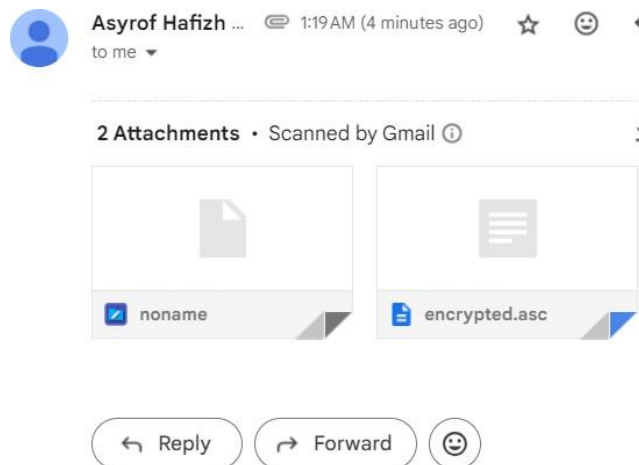 Asyrof Hafizh ... 1:19 AM (4 minutes ago)
to me
2 Attachments • Scanned by Gmail
noname
encrypted.asc
Reply
Forward